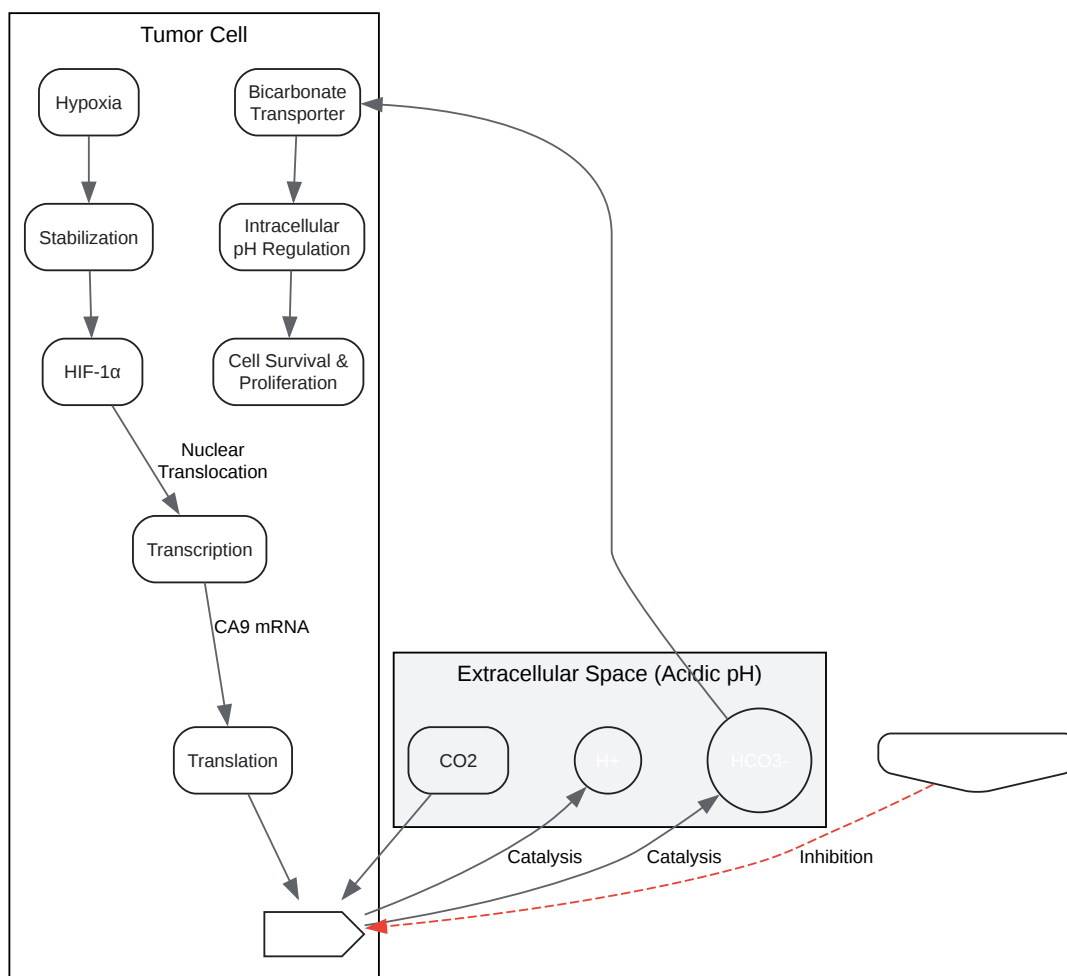 Tumor Cell
Hypoxia
Bicarbonate
Transporter
Stabilization
Intracellular
pH Regulation
HIF-1α
Cell Survival &
Proliferation
Nuclear
Translocation
Transcription
CA9 mRNA
Extracellular Space (Acidic pH)
Translation
CO2
H+
HCO3-
Catalysis
Catalysis
Inhibition